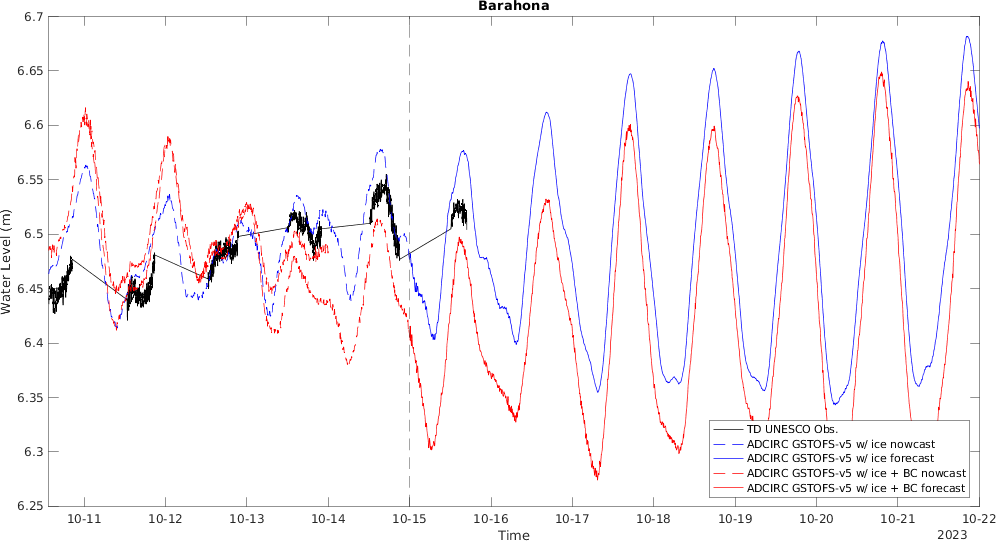 Barahona
6.7
6.65
6.6
6.55
6.5
6.45
6.4
6.35
6.3
6.25
Water Level (m)
TD UNESCO Obs.
ADCIRC GSTOFS-v5 w/ ice nowcast
ADCIRC GSTOFS-v5 w/ ice forecast
ADCIRC GSTOFS-v5 w/ ice + BC nowcast
ADCIRC GSTOFS-v5 w/ ice + BC forecast
10-11 10-12 10-13 10-14 10-15 10-16 10-17 10-18 10-19 10-20 10-21 10-22
Time
2023